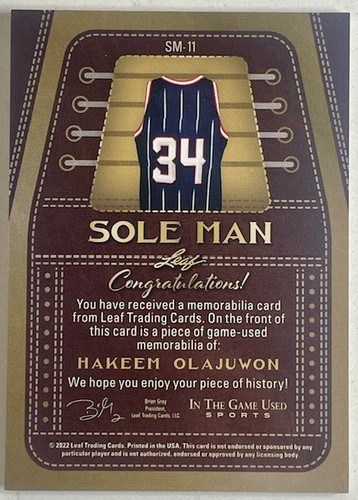 SM-11
34
SOLE MAN
Leaf
Congratulations!
You have received a memorabilia card
from Leaf Trading Cards. On the front of
this card is a piece of game-used
memorabilia of:
HAKEEM OLAJUWON
We hope you enjoy your piece of history!
Brian Gray
President,
Leaf Trading Cards, LLC
IN THE GAME USED
SPORTS
©2022 Leaf Trading Cards. Printed in the USA. This card is not endorsed or sponsored by any
particular player and is not authorized, endorsed or approved by any licensing body.